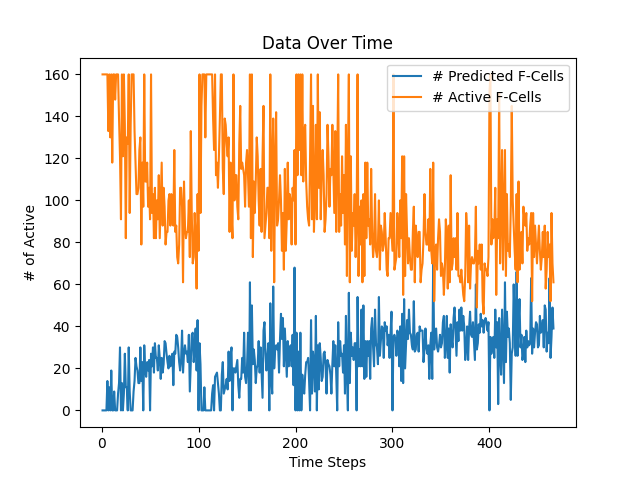 Data Over Time
# Predicted F-Cells
# Active F-Cells
160
140
120
100
80
60
40
20
0
# of Active
0 100 200 300 400
Time Steps